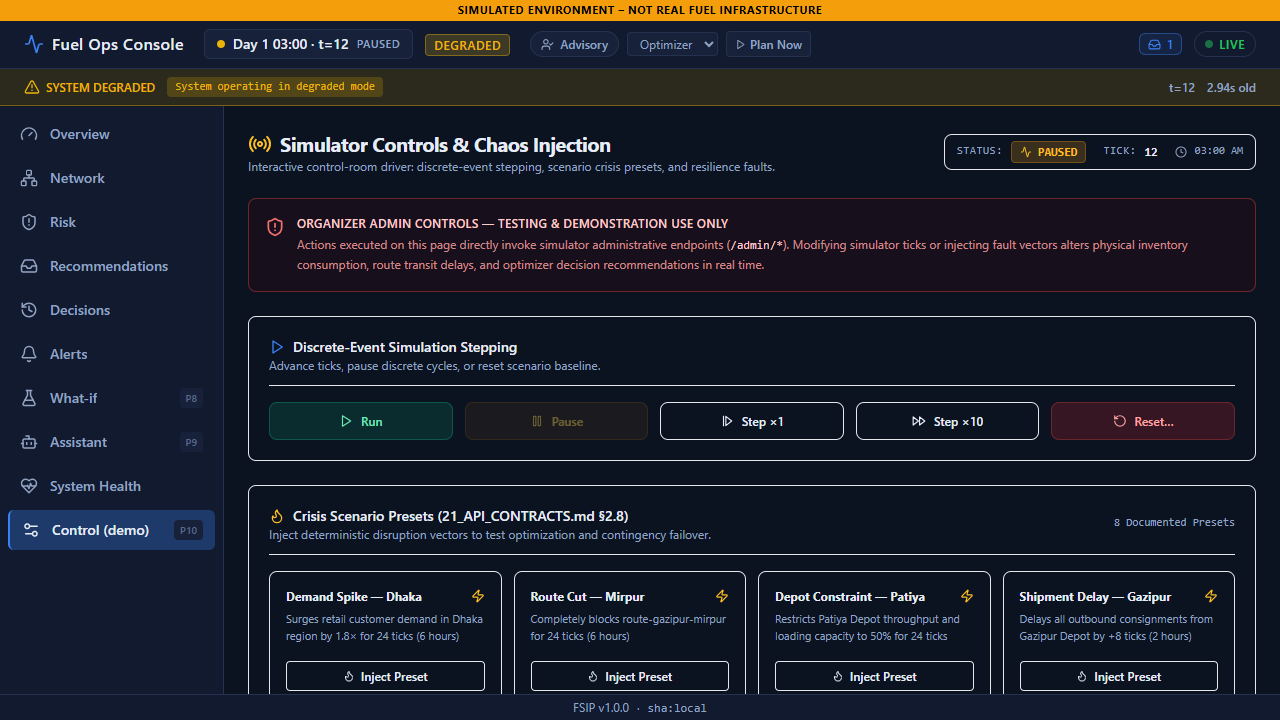 SIMULATED ENVIRONMENT – NOT REAL FUEL INFRASTRUCTURE
Fuel Ops Console
Day 1 03:00 · t=12 PAUSED
DEGRADED
Advisory
Optimizer
Plan Now
1
LIVE
SYSTEM DEGRADED
System operating in degraded mode
t=12 2.94s old
Overview
Network
Risk
Recommendations
Decisions
Alerts
What-if P8
Assistant P9
System Health
Control (demo) P10
Simulator Controls & Chaos Injection
Interactive control-room driver: discrete-event stepping, scenario crisis presets, and resilience faults.
STATUS: PAUSED TICK: 12 03:00 AM
ORGANIZER ADMIN CONTROLS — TESTING & DEMONSTRATION USE ONLY
Actions executed on this page directly invoke simulator administrative endpoints (/admin/*). Modifying simulator ticks or injecting fault vectors alters physical inventory
consumption, route transit delays, and optimizer decision recommendations in real time.
Discrete-Event Simulation Stepping
Advance ticks, pause discrete cycles, or reset scenario baseline.
Run
Pause
Step ×1
Step ×10
Reset...
Crisis Scenario Presets (21_API_CONTRACTS.md §2.8)
Inject deterministic disruption vectors to test optimization and contingency failover.
8 Documented Presets
Demand Spike — Dhaka
Surges retail customer demand in Dhaka
region by 1.8× for 24 ticks (6 hours)
Inject Preset
Route Cut — Mirpur
Completely blocks route-gazipur-mirpur
for 24 ticks (6 hours)
Inject Preset
Depot Constraint — Patiya
Restricts Patiya Depot throughput and
loading capacity to 50% for 24 ticks
Inject Preset
Shipment Delay — Gazipur
Delays all outbound consignments from
Gazipur Depot by +8 ticks (2 hours)
Inject Preset
FSIP v1.0.0 · sha:local